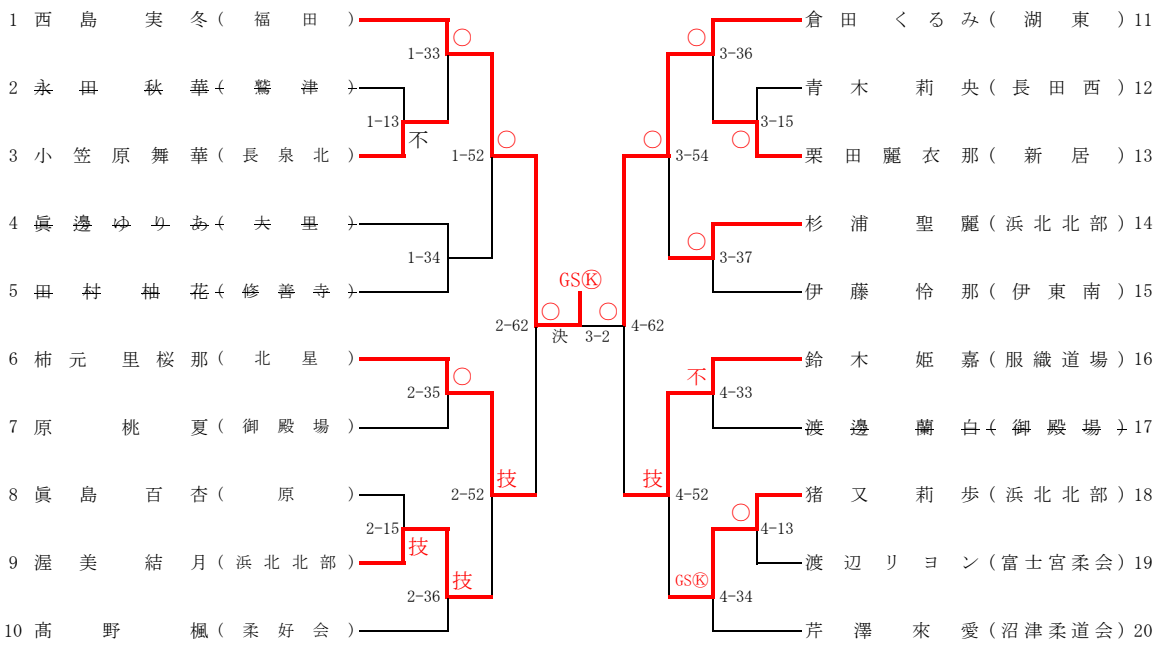 1 西島 実冬(福田)
2 永田 秋華(鷲津)
3 小笠原舞華(長泉北)
4 眞邊ゆりあ(大里)
5 田村 柚花(修善寺)
6 柿元 里桜那(北星)
7 原 桃夏(御殿場)
8 眞島 百杏(原)
9 渥美 結月(浜北北部)
10 髙野 楓(柔好会)
1-33 ○
1-13 不
1-52 ○
1-34
2-62 ○
2-35 ○
2-52 技
2-15 技
2-36 技
GSⓀ
決 3-2
倉田 くるみ(湖東) 11
青木 莉央(長田西) 12
栗田麗衣那(新居) 13
杉浦 聖麗(浜北北部) 14
伊藤 怜那(伊東南) 15
鈴木 姫嘉(服織道場) 16
渡邊 蘭白(御殿場) 17
猪又 莉歩(浜北北部) 18
渡辺リヨン(富士宮柔会) 19
芹澤 來愛(沼津柔道会) 20
○ 3-36
○ 3-15
○ 3-54
○ 3-37
○ 4-62
不 4-33
技 4-52
○ 4-13
GSⓀ 4-34